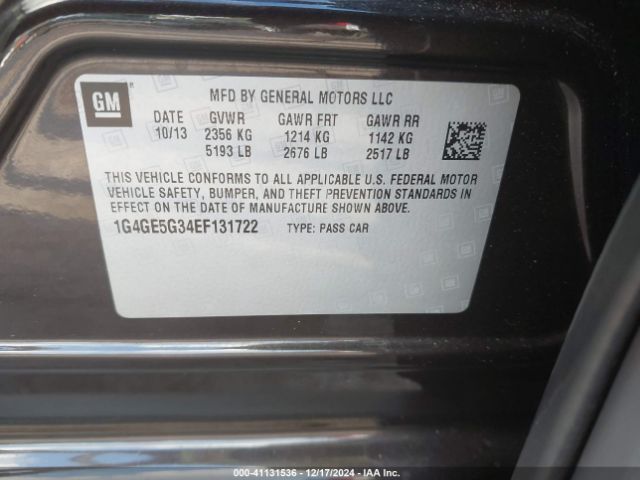 GM
MFD BY GENERAL MOTORS LLC
DATE GVWR GAWR FRT GAWR RR
10/13 2356 KG 1214 KG 1142 KG
5193 LB 2676 LB 2517 LB
THIS VEHICLE CONFORMS TO ALL APPLICABLE U.S. FEDERAL MOTOR
VEHICLE SAFETY, BUMPER, AND THEFT PREVENTION STANDARDS IN
EFFECT ON THE DATE OF MANUFACTURE SHOWN ABOVE.
1G4GE5G34EF131722 TYPE: PASS CAR
000-41131536 - 12/17/2024 - IAA Inc.